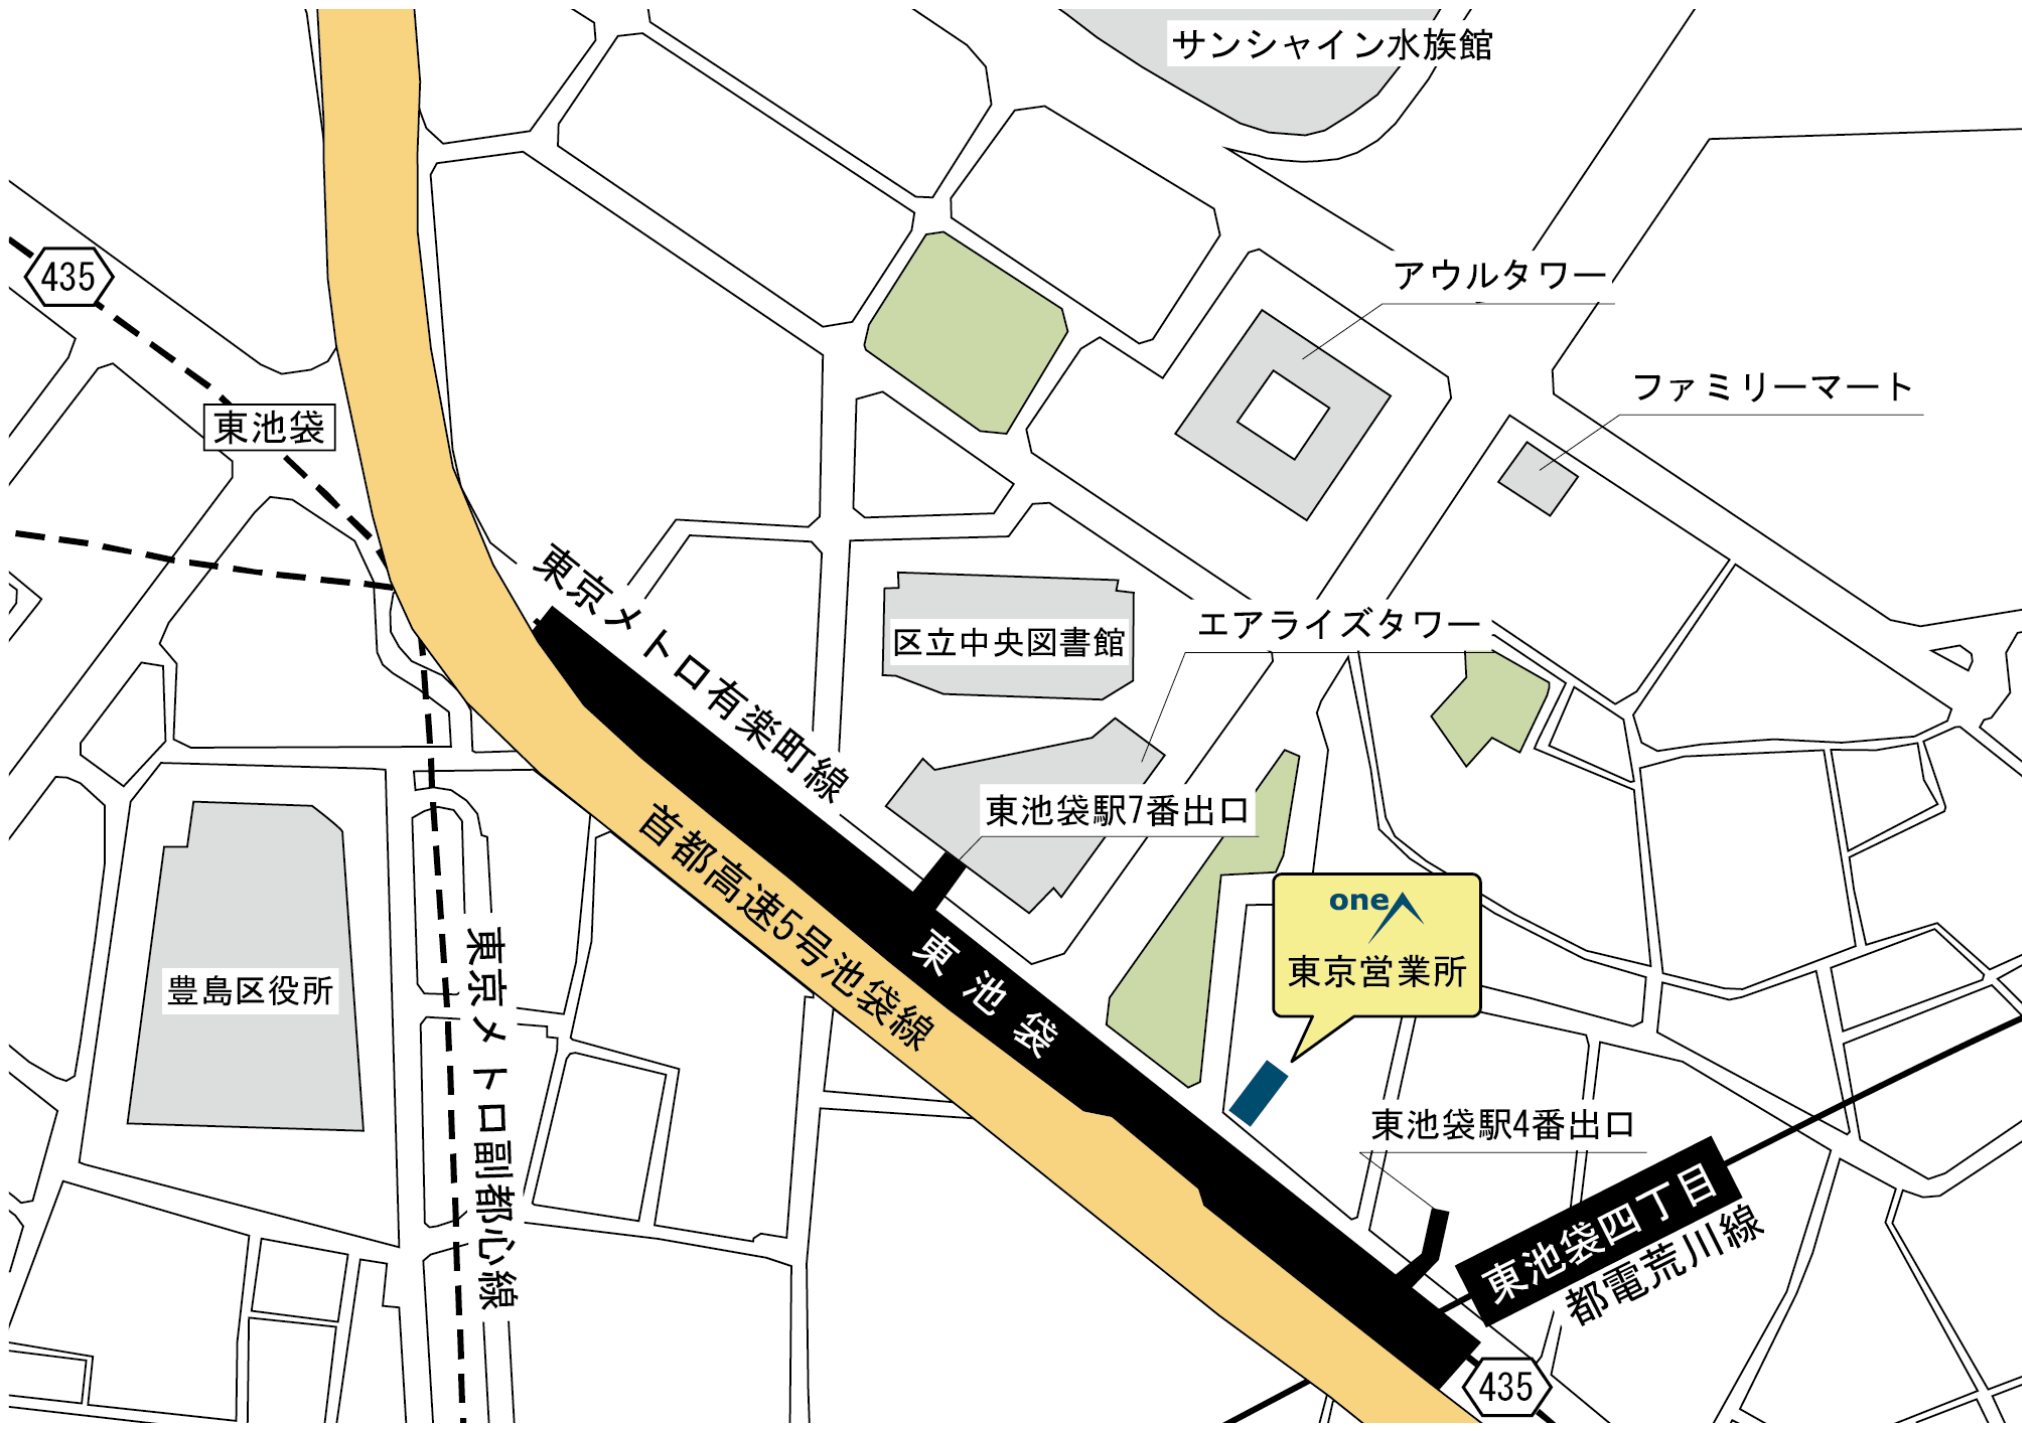 サンシャイン水族館
435
アウルタワー
ファミリーマート
東池袋
東京メトロ有楽町線
区立中央図書館
エアライズタワー
東池袋駅7番出口
首都高速5号池袋線
one
東京営業所
東池袋
豊島区役所
東京メトロ副都心線
東池袋駅4番出口
東池袋四丁目
都電荒川線
435